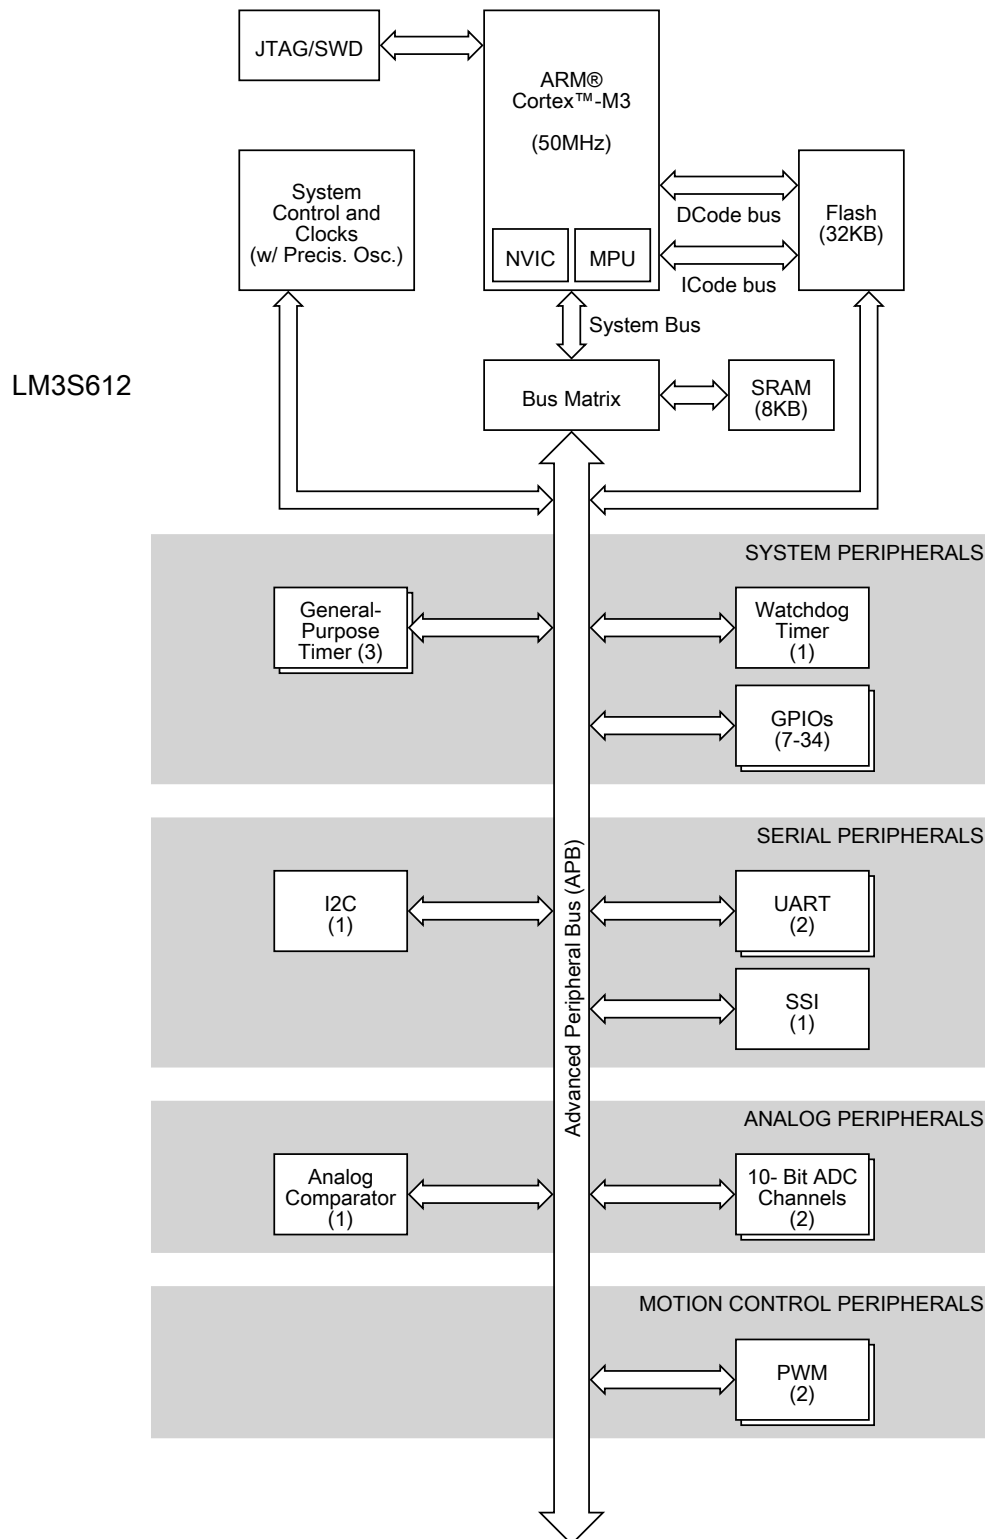 JTAG/SWD
ARM®
Cortex™-M3
(50MHz)
System
Control and
Clocks
(w/ Precis. Osc.)
DCode bus
Flash
(32KB)
NVIC
MPU
ICode bus
System Bus
LM3S612
Bus Matrix
SRAM
(8KB)
SYSTEM PERIPHERALS
General-
Purpose
Timer (3)
Watchdog
Timer
(1)
GPIOs
(7-34)
Advanced Peripheral Bus (APB)
SERIAL PERIPHERALS
I2C
(1)
UART
(2)
SSI
(1)
ANALOG PERIPHERALS
Analog
Comparator
(1)
10- Bit ADC
Channels
(2)
MOTION CONTROL PERIPHERALS
PWM
(2)